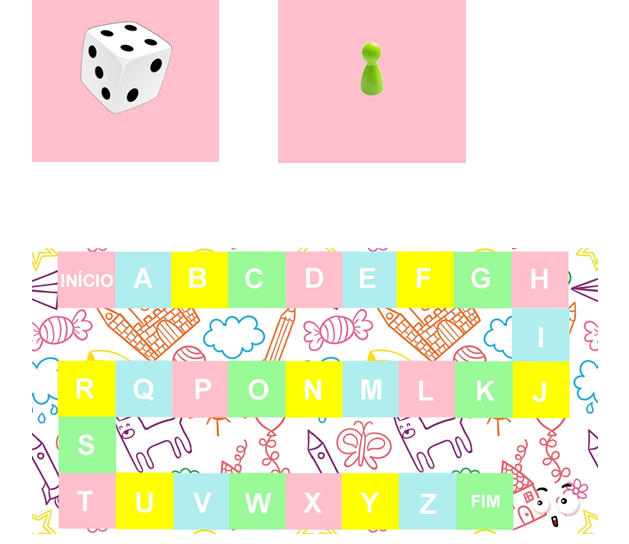 INÍCIO A B C D E F G H
I
R Q P O N M L K J
S
T U V W X Y Z FIM